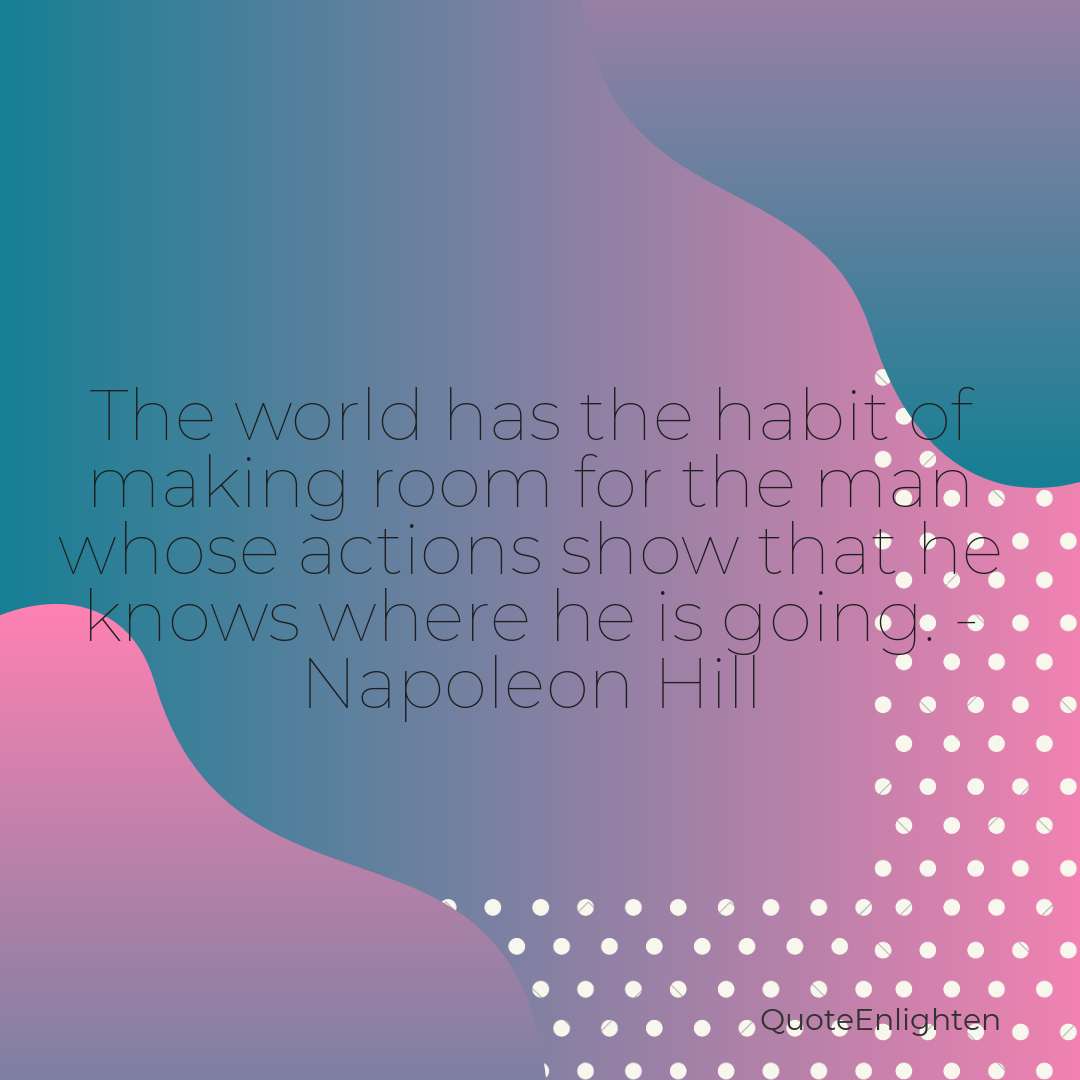 The world has the habit of
making room for the man
whose actions show that he
knows where he is going. -
Napoleon Hill
QuoteEnlighten